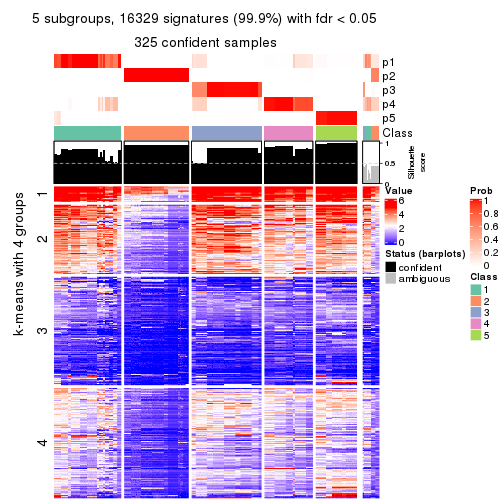 5 subgroups, 16329 signatures (99.9%) with fdr < 0.05
325 confident samples
p1
p2
p3
p4
p5
Class
1
0.5
0
Silhouette
score
k-means with 4 groups
1
2
3
4
Value
6
4
2
0
Status (barplots)
confident
ambiguous
Prob
1
0.8
0.6
0.4
0.2
0
Class
1
2
3
4
5